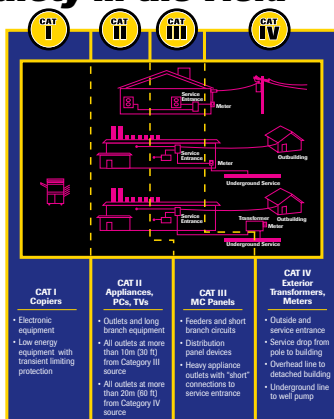 CAT
I
CAT
II
CAT
III
CAT
IV
Service
Entrance
Meter
Service
Entrance
Meter
Outbuilding
Underground Service
Service
Entrance
Transformer
Meter
Outbuilding
Underground Service
CAT I
Copiers
• Electronic
equipment
• Low energy
equipment with
transient limiting
protection
CAT II
Appliances,
PCs, TVs
• Outlets and long
branch equipment
• All outlets at more
than 10m (30 ft)
from Category III
source
• All outlets at more
than 20m (60 ft)
from Category IV
source
CAT III
MC Panels
• Feeders and short
branch circuits
• Distribution
panel devices
• Heavy appliance
outlets with "short"
connections to
service entrance
CAT IV
Exterior
Transformers,
Meters
• Outside and
service entrance
• Service drop from
pole to building
• Overhead line to
detached building
• Underground line
to well pump